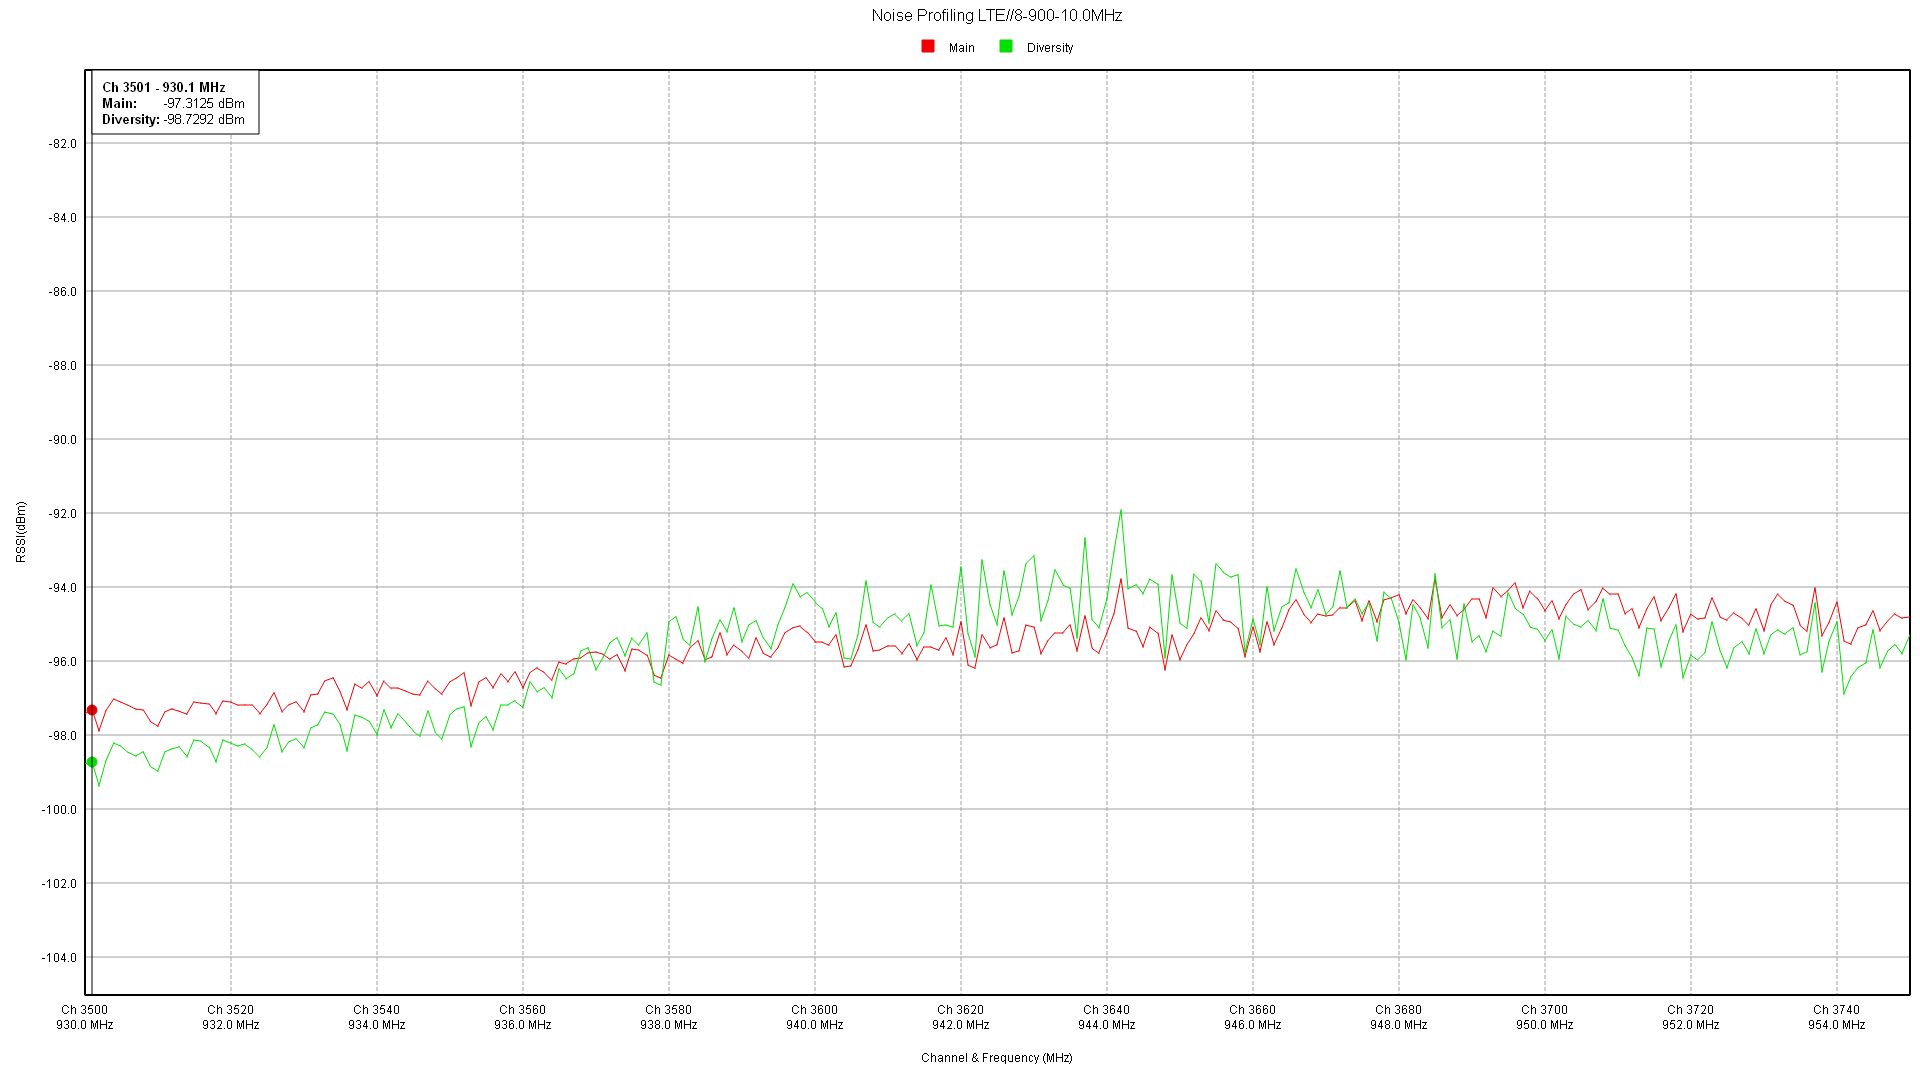 Noise Profiling LTE//8-900-10.0MHz
Main Diversity
Ch 3501 - 930.1 MHz
Main: -97.3125 dBm
Diversity: -98.7292 dBm
-82.0
-84.0
-86.0
-88.0
-90.0
-92.0
-94.0
-96.0
-98.0
-100.0
-102.0
-104.0
RSSI(dBm)
Ch 3500 Ch 3520 Ch 3540 Ch 3560 Ch 3580 Ch 3600 Ch 3620 Ch 3640 Ch 3660 Ch 3680 Ch 3700 Ch 3720 Ch 3740
930.0 MHz 932.0 MHz 934.0 MHz 936.0 MHz 938.0 MHz 940.0 MHz 942.0 MHz 944.0 MHz 946.0 MHz 948.0 MHz 950.0 MHz 952.0 MHz 954.0 MHz
Channel & Frequency (MHz)